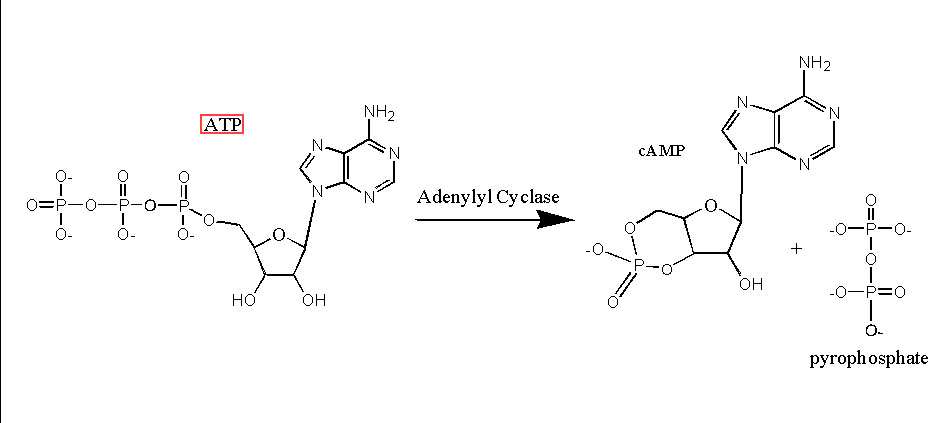 ATP
NH2
N
N
N
N
O-
O
O
O=P-O-P-O-P-O
O-
O-
O-
O
HO
OH
Adenylyl Cyclase
cAMP
NH2
N
N
N
N
O
O
-O
P
O
O
OH
+
O
-O-P-O-
O
-O-P=O
O-
pyrophosphate